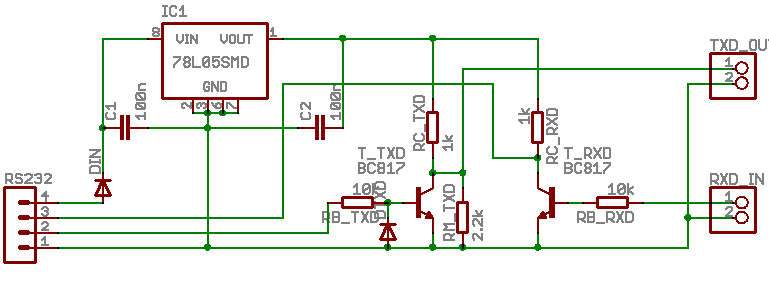 IC1
8
VIN
VOUT
1
78L05SMD
GND
2
3
6
7
C1
100n
C2
100n
TXD_OUT
1
2
RC_TXD
1k
1k
RC_RXD
T_TXD
BC817
T_RXD
BC817
DIN
RS232
4
3
2
1
10k
RB_TXD
RM_TXD
2.2k
10k
RB_RXD
RXD_IN
1
2